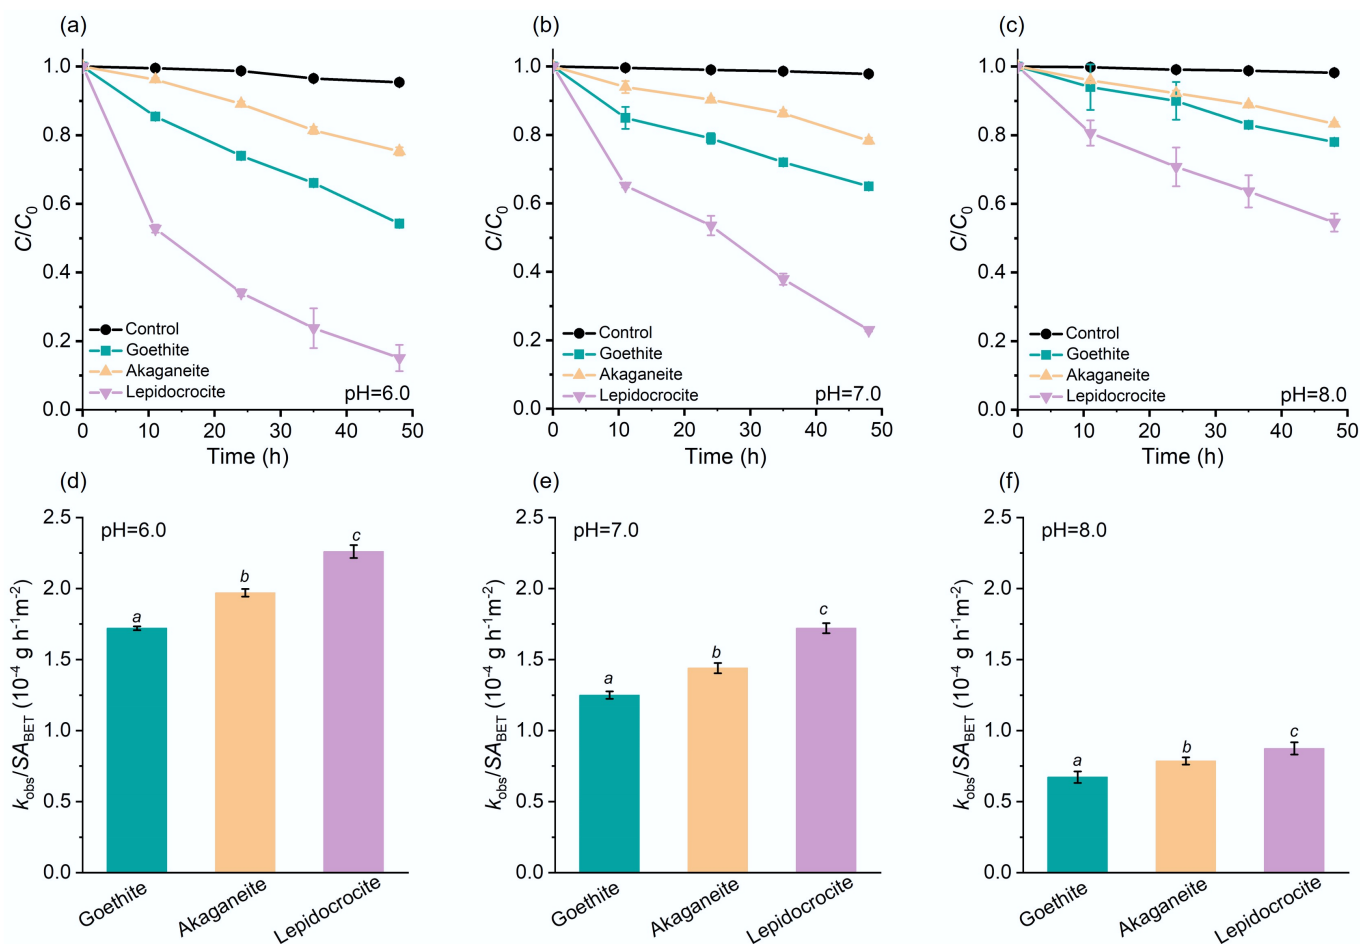 (a)
1.0
0.8
0.6
0.4
0.2
0.0
C/C0
Control
Goethite
Akaganeite
Lepidocrocite
pH=6.0
0 10 20 30 40 50
Time (h)
(b)
1.0
0.8
0.6
0.4
0.2
0.0
C/C0
Control
Goethite
Akaganeite
Lepidocrocite
pH=7.0
0 10 20 30 40 50
Time (h)
(c)
1.0
0.8
0.6
0.4
0.2
0.0
C/C0
Control
Goethite
Akaganeite
Lepidocrocite
pH=8.0
0 10 20 30 40 50
Time (h)
(d)
2.5
2.0
1.5
1.0
0.5
0.0
kobs/SABET (10-4 g h-1m-2)
pH=6.0
a
b
c
Goethite
Akaganeite
Lepidocrocite
(e)
2.5
2.0
1.5
1.0
0.5
0.0
kobs/SABET (10-4 g h-1m-2)
pH=7.0
a
b
c
Goethite
Akaganeite
Lepidocrocite
(f)
2.5
2.0
1.5
1.0
0.5
0.0
kobs/SABET (10-4 g h-1m-2)
pH=8.0
a
b
c
Goethite
Akaganeite
Lepidocrocite